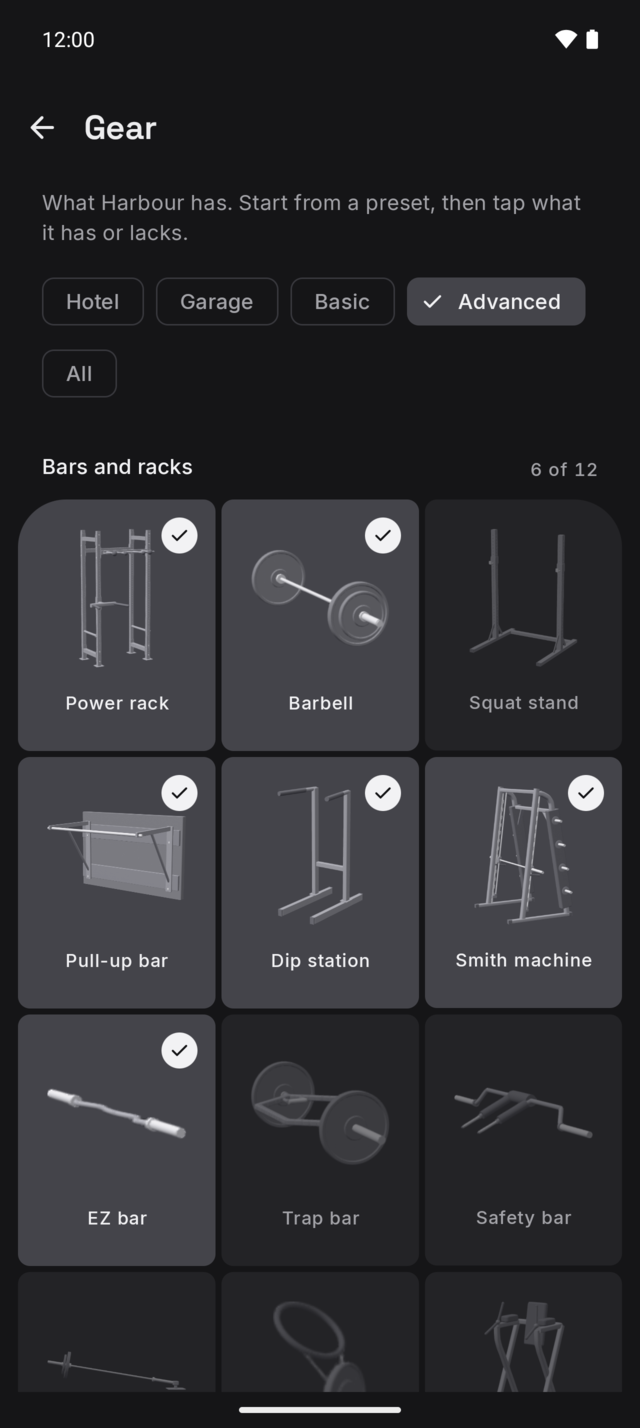 12:00
Gear
What Harbour has. Start from a preset, then tap what
it has or lacks.
Hotel
Garage
Basic
Advanced
All
Bars and racks
6 of 12
Power rack
Barbell
Squat stand
Pull-up bar
Dip station
Smith machine
EZ bar
Trap bar
Safety bar